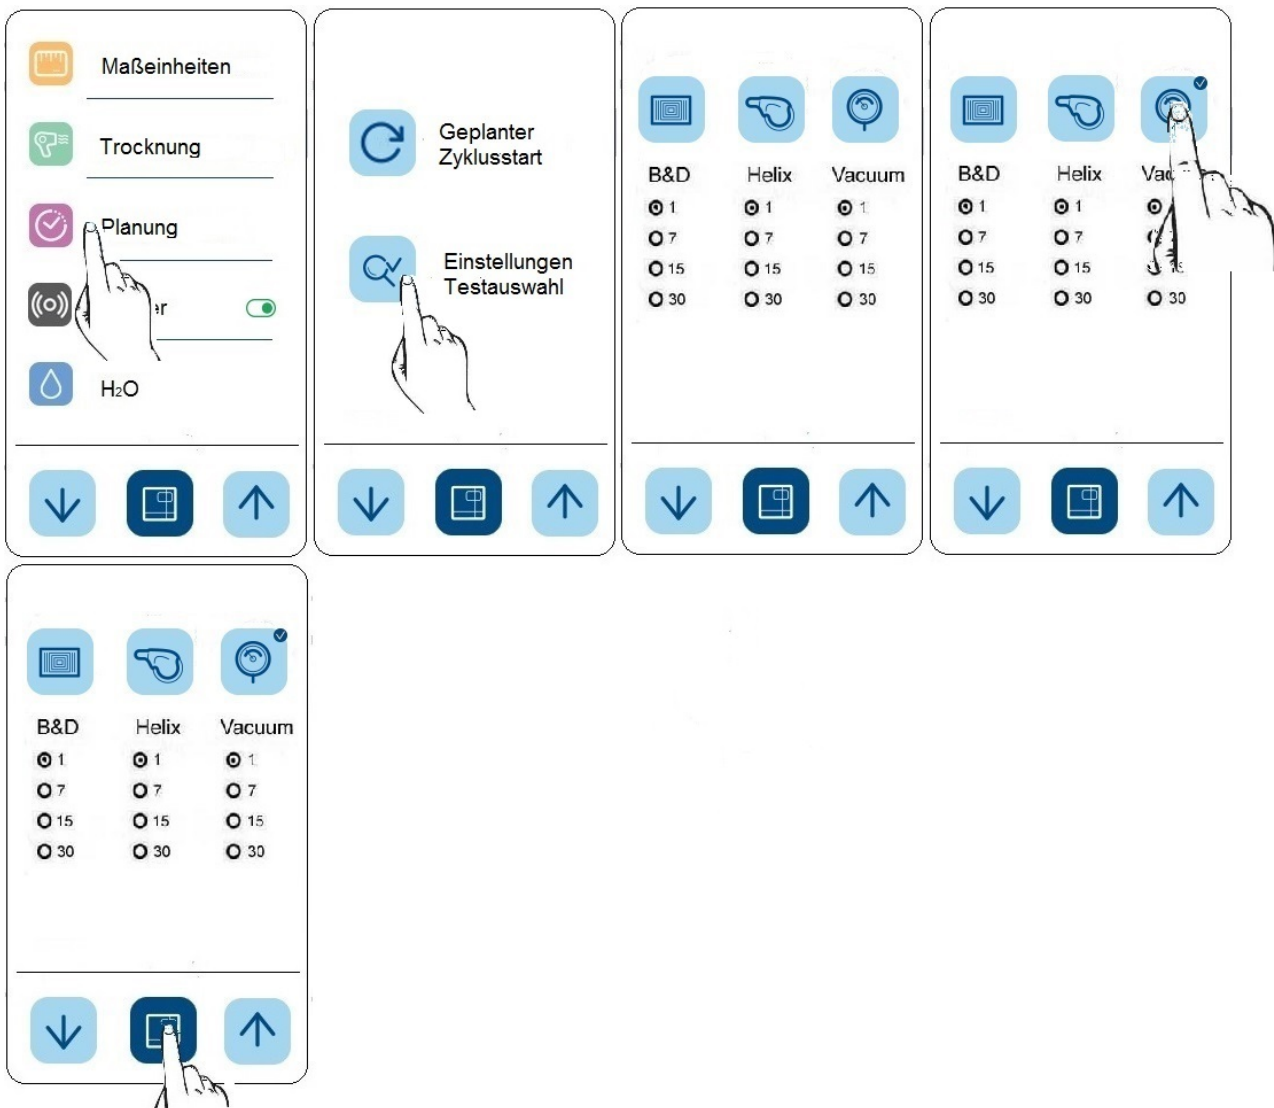 Maßeinheiten
Trocknung
Planung
H₂O
Geplanter
Zyklusstart
Einstellungen
Testauswahl
B&D Helix Vacuum
1 1 1
7 7 7
15 15 15
30 30 30
B&D Helix
1 1
7 7
15 15
30 30 30
B&D Helix Vacuum
1 1 1
7 7 7
15 15 15
30 30 30